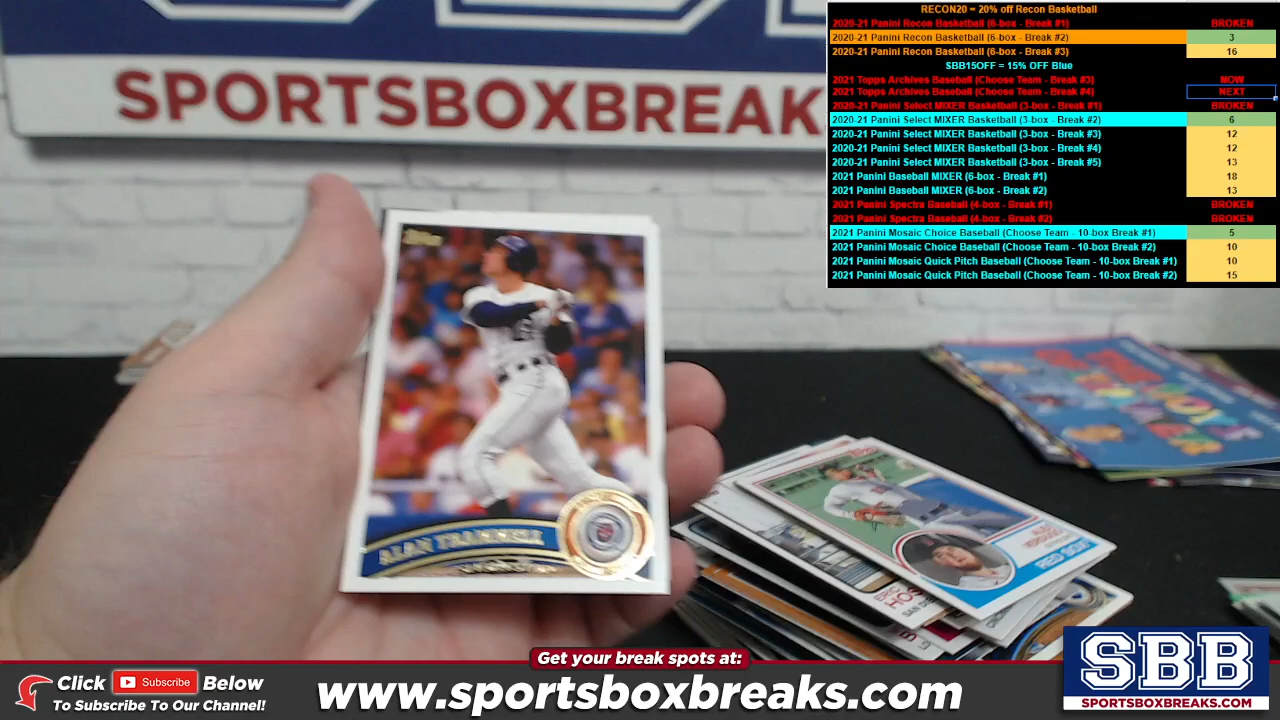 RECON20 = 20% off Recon Basketball
2020-21 Panini Recon Basketball (6-box - Break #1) BROKEN
2020-21 Panini Recon Basketball (6-box - Break #2) 3
2020-21 Panini Recon Basketball (6-box - Break #3) 16
SBB15OFF = 15% OFF Blue
2021 Topps Archives Baseball (Choose Team - Break #3) NOW
2021 Topps Archives Baseball (Choose Team - Break #4) NEXT
2020-21 Panini Select MIXER Basketball (3-box - Break #1) BROKEN
2020-21 Panini Select MIXER Basketball (3-box - Break #2) 6
2020-21 Panini Select MIXER Basketball (3-box - Break #3) 12
2020-21 Panini Select MIXER Basketball (3-box - Break #4) 12
2020-21 Panini Select MIXER Basketball (3-box - Break #5) 13
2021 Panini Baseball MIXER (6-box - Break #1) 18
2021 Panini Baseball MIXER (6-box - Break #2) 13
2021 Panini Spectra Baseball (4-box - Break #1) BROKEN
2021 Panini Spectra Baseball (4-box - Break #2) BROKEN
2021 Panini Mosaic Choice Baseball (Choose Team - 10-box Break #1) 5
2021 Panini Mosaic Choice Baseball (Choose Team - 10-box Break #2) 10
2021 Panini Mosaic Quick Pitch Baseball (Choose Team - 10-box Break #1) 10
2021 Panini Mosaic Quick Pitch Baseball (Choose Team - 10-box Break #2) 15
SPORTSBOXBREAKS
Topps
ALAN TRAMMELL
ALEX
VERDUGO
RED SOX
ERIC
HOS
SAN DIE
Get your break spots at:
Click Subscribe Below
To Subscribe To Our Channel!
www.sportsboxbreaks.com
SBB
SPORTSBOXBREAKS.COM